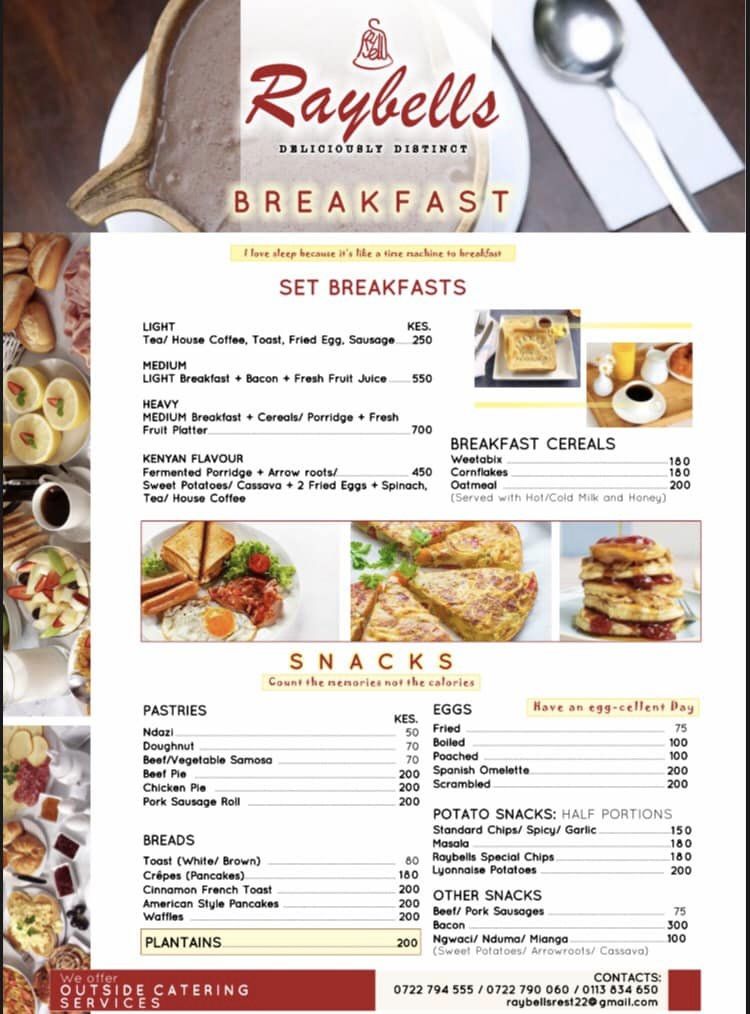 Raybells
DELICIOUSLY DISTINCT
BREAKFAST
I love sleep because it's like a time machine to breakfast
SET BREAKFASTS
LIGHT KES.
Tea/ House Coffee, Toast, Fried Egg, Sausage 250
MEDIUM
LIGHT Breakfast + Bacon + Fresh Fruit Juice 550
HEAVY
MEDIUM Breakfast + Cereals/ Porridge + Fresh
Fruit Platter 700
KENYAN FLAVOUR
Fermented Porridge + Arrow roots/ 450
Sweet Potatoes/ Cassava + 2 Fried Eggs + Spinach,
Tea/ House Coffee
BREAKFAST CEREALS
Weetabix 180
Cornflakes 180
Oatmeal 200
(Served with Hot/Cold Milk and Honey)
SNACKS
Count the memories not the calories
PASTRIES
KES.
Ndazi 50
Doughnut 70
Beef/Vegetable Samosa 70
Beef Pie 200
Chicken Pie 200
Pork Sausage Roll 200
BREADS
Toast (White/ Brown) 80
Crêpes (Pancakes) 180
Cinnamon French Toast 200
American Style Pancakes 200
Waffles 200
PLANTAINS 200
EGGS
Have an egg-cellent Day
Fried 75
Boiled 100
Poached 100
Spanish Omelette 200
Scrambled 200
POTATO SNACKS: HALF PORTIONS
Standard Chips/ Spicy/ Garlic 150
Masala 180
Raybells Special Chips 180
Lyonnaise Potatoes 200
OTHER SNACKS
Beef/ Pork Sausages 75
Bacon 300
Ngwaci/ Nduma/ Mianga 100
(Sweet Potatoes/ Arrowroots/ Cassava)
We offer
OUTSIDE CATERING
SERVICES
CONTACTS:
0722 794 555 / 0722 790 060 / 0113 834 650
raybellsrest22@gmail.com